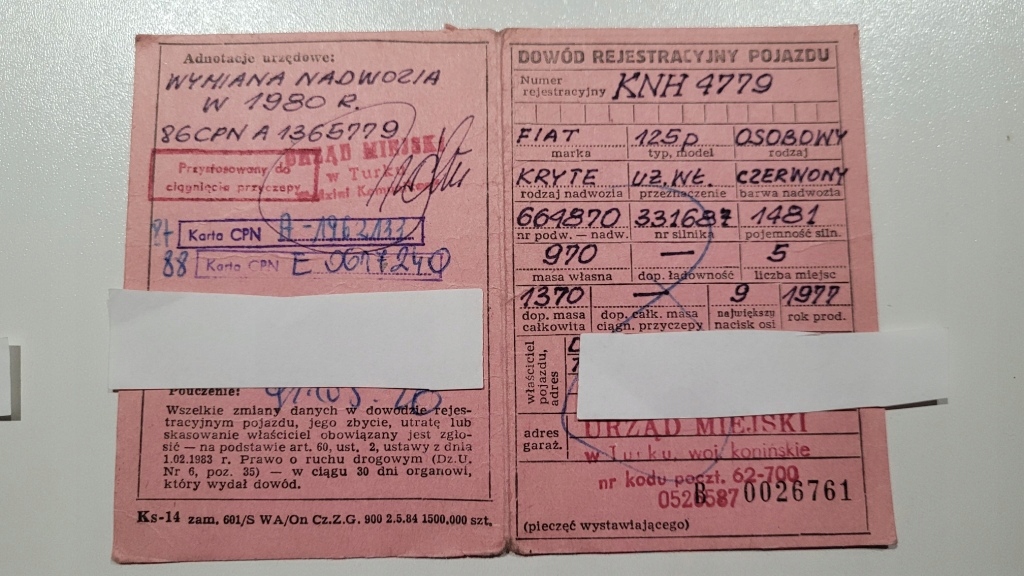 Adnotacje urzędowe:
WYMIANA NADWOZIA
W 1980 R.
86CPN A 1365779
Przystosowany do
ciągnięcia przyczepy
URZĄD MIEJSKI
w Turku
87 Karta CPN A-1962133
88 Karta CPN E 0617240
Pouczenie:
Wszelkie zmiany danych w dowodzie rejes-
tracyjnym pojazdu, jego zbycie, utratę lub
skasowanie właściciel obowiązany jest zgło-
sić — na podstawie art. 60, ust. 2, ustawy z dnia
1.02.1983 r. Prawo o ruchu drogowym (Dz.U.
Nr 6, poz. 35) — w ciągu 30 dni organowi,
który wydał dowód.
Ks-14 zam. 601/S WA/On Cz.Z.G. 900 2.5.84 1500,000 szt.
DOWÓD REJESTRACYJNY POJAZDU
Numer
rejestracyjny KNH 4779
FIAT 125p OSOBOWY
marka typ, model rodzaj
KRYTE UŻ.WŁ. CZERWONY
rodzaj nadwozia przeznaczenie barwa nadwozia
664870 331687 1481
nr podw. — nadw. nr silnika pojemność siln.
970 — 5
masa własna dop. ładowność liczba miejsc
1370 — 9 1977
dop. masa całkowita dop. całk. masa ciągn. przyczepy największy nacisk osi rok prod.
właściciel
pojazdu,
adres
adres
garaż.
URZĄD MIEJSKI
w Turku, woj. konińskie
nr kodu poczt. 62-700
0026761
(pieczęć wystawiającego)